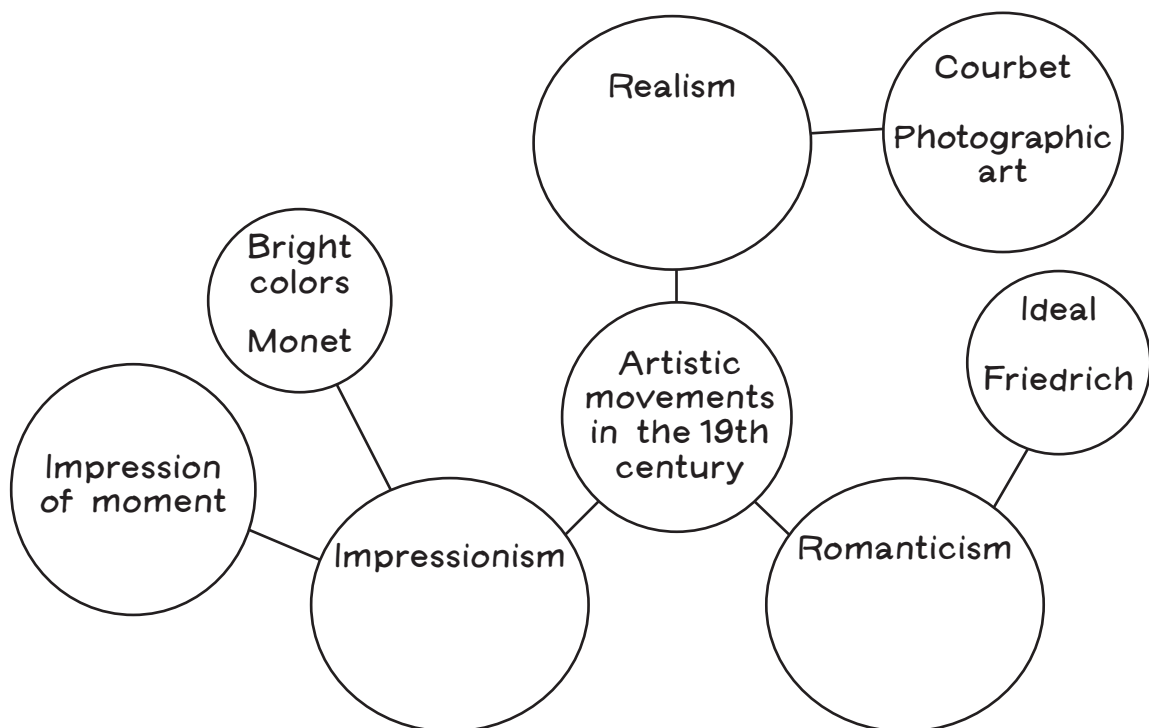 Realism
Courbet
Photographic
art
Bright
colors
Monet
Ideal
Friedrich
Artistic
movements
in the 19th
century
Impression
of moment
Impressionism
Romanticism